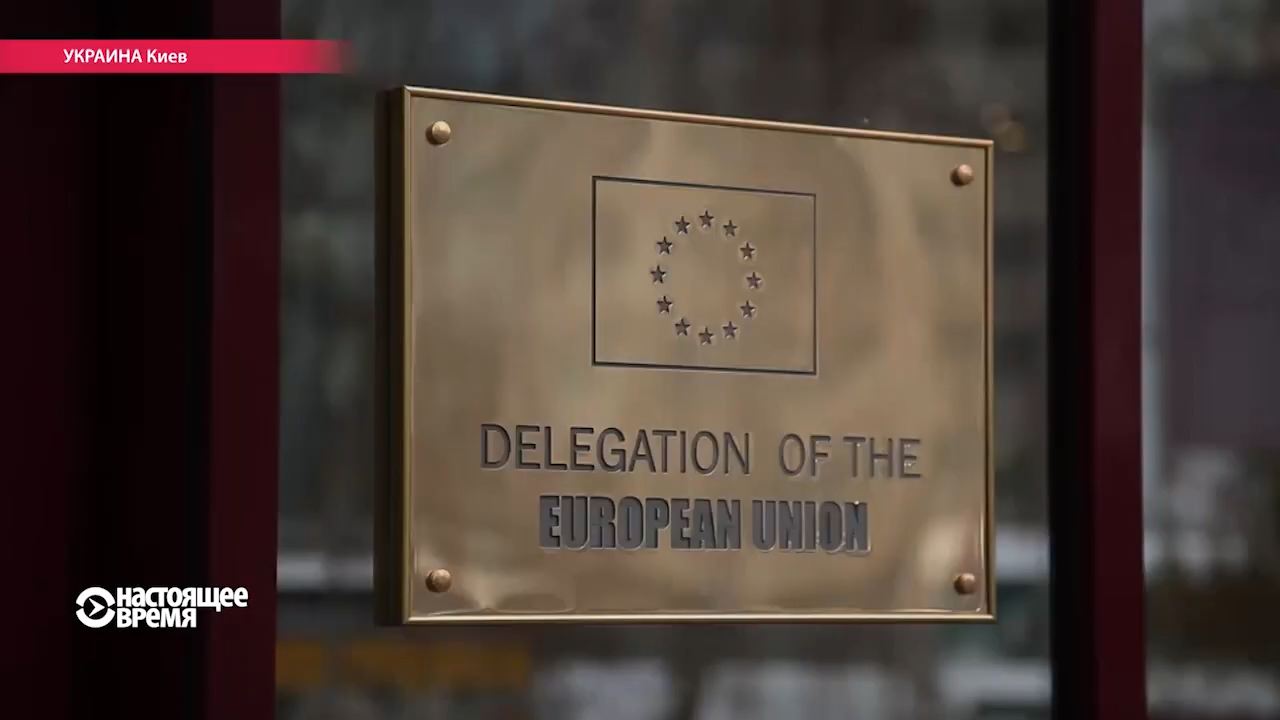 УКРАИНА Киев
DELEGATION OF THE
EUROPEAN UNION
НАСТОЯЩЕЕ
ВРЕМЯ